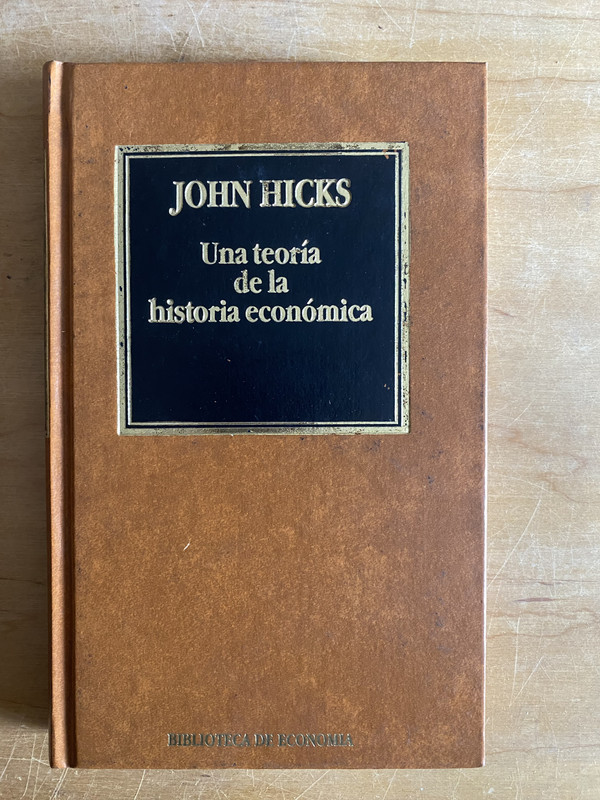 JOHN HICKS
Una teoría
de la
historia económica
BIBLIOTECA DE ECONOMIA